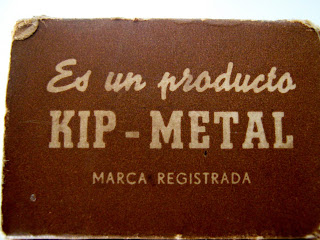 Es un producto
KIP - METAL
MARCA REGISTRADA